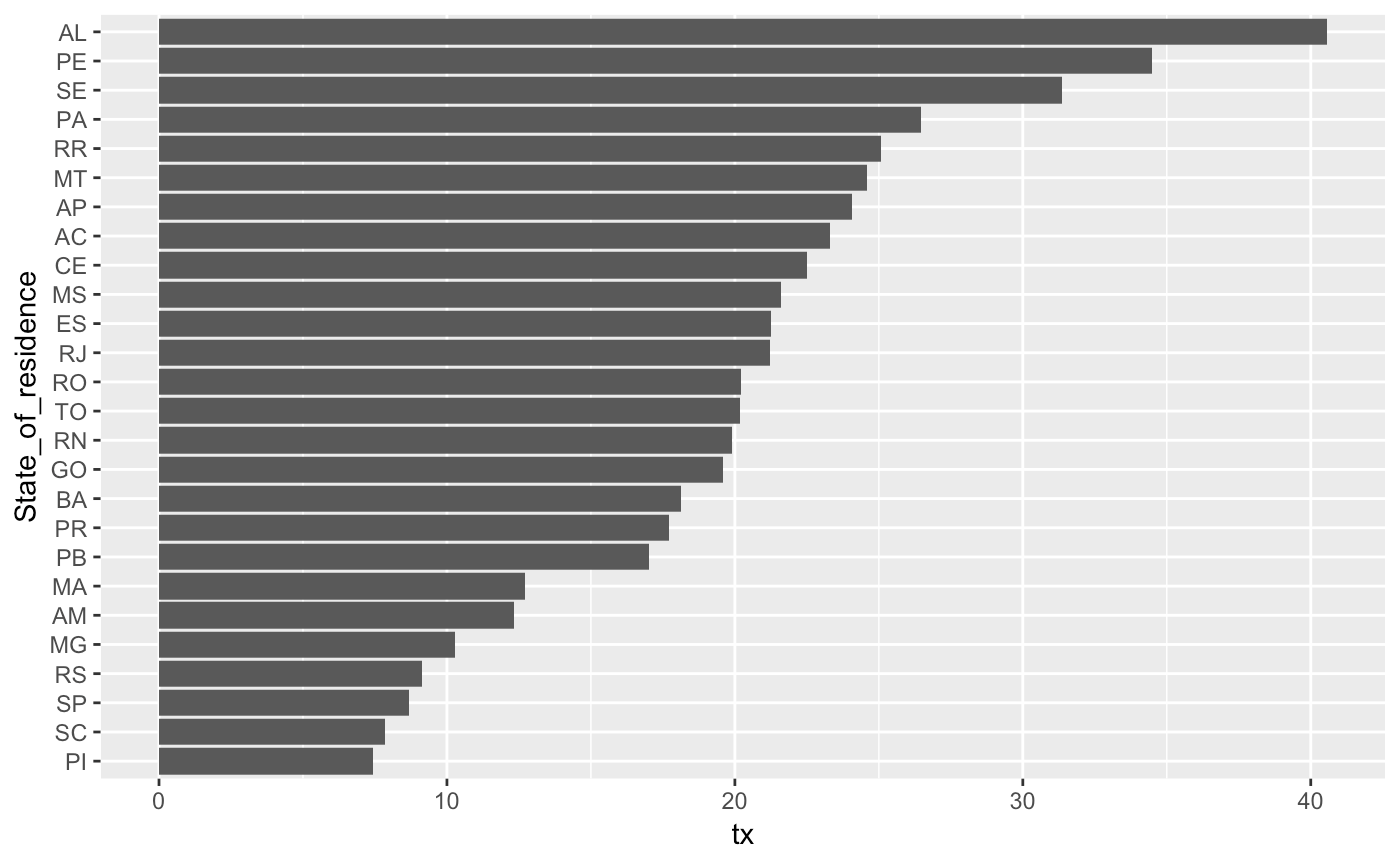 AL
PE
SE
PA
RR
MT
AP
AC
CE
MS
ES
RJ
RO
TO
RN
GO
BA
PR
PB
MA
AM
MG
RS
SP
SC
PI
State_of_residence
0 10 20 30 40
tx